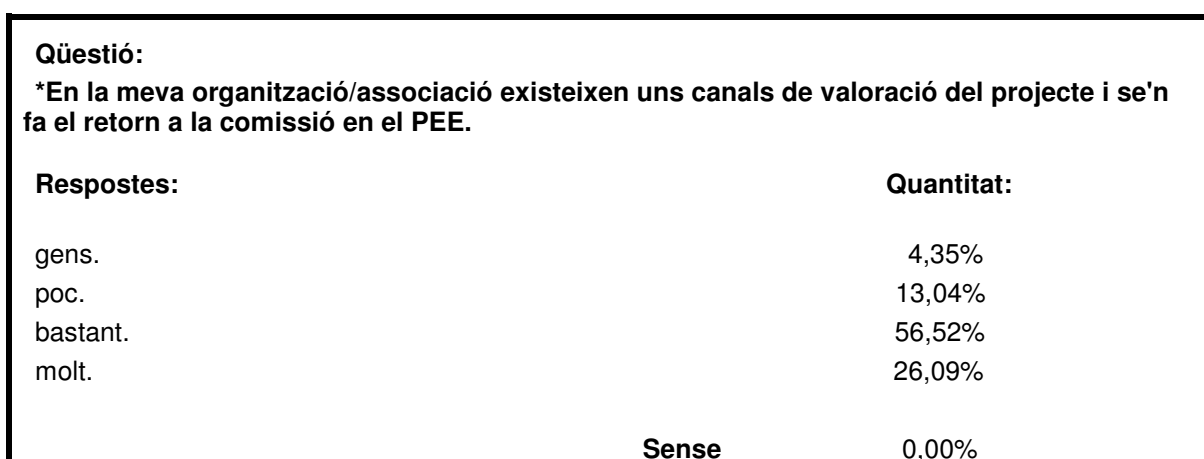 Qüestió:
*En la meva organització/associació existeixen uns canals de valoració del projecte i se'n
fa el retorn a la comissió en el PEE.
Respostes: Quantitat:
gens. 4,35%
poc. 13,04%
bastant. 56,52%
molt. 26,09%
Sense 0,00%